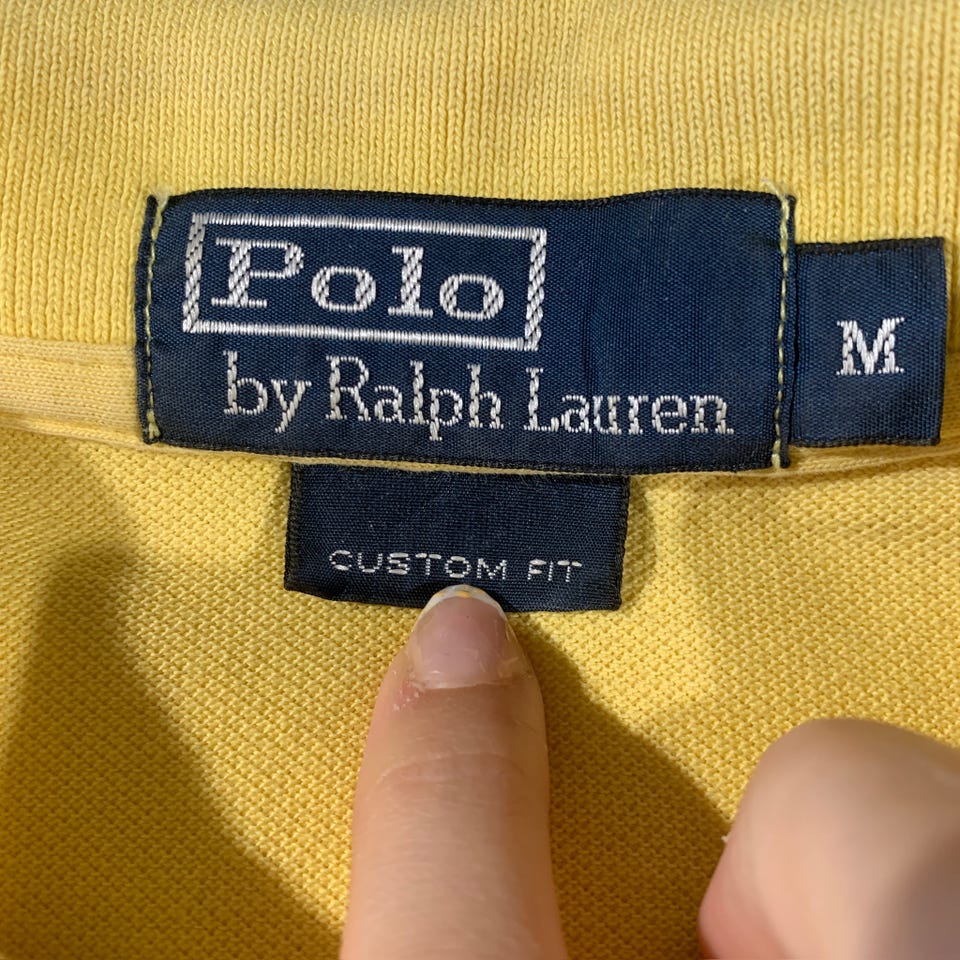 Polo
by Ralph Lauren
M
CUSTOM FIT